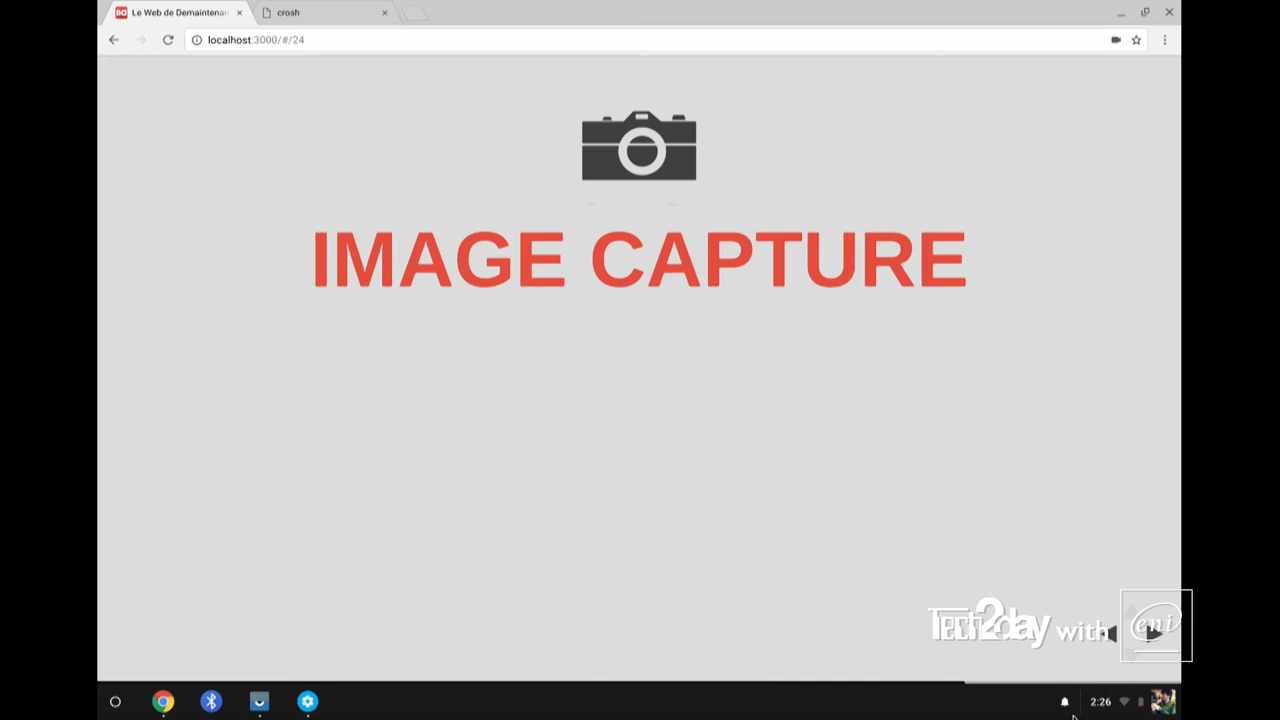 Le Web de Demaintenan
crosh
localhost:3000/#/24
IMAGE CAPTURE
Tech2day with eni
2:26